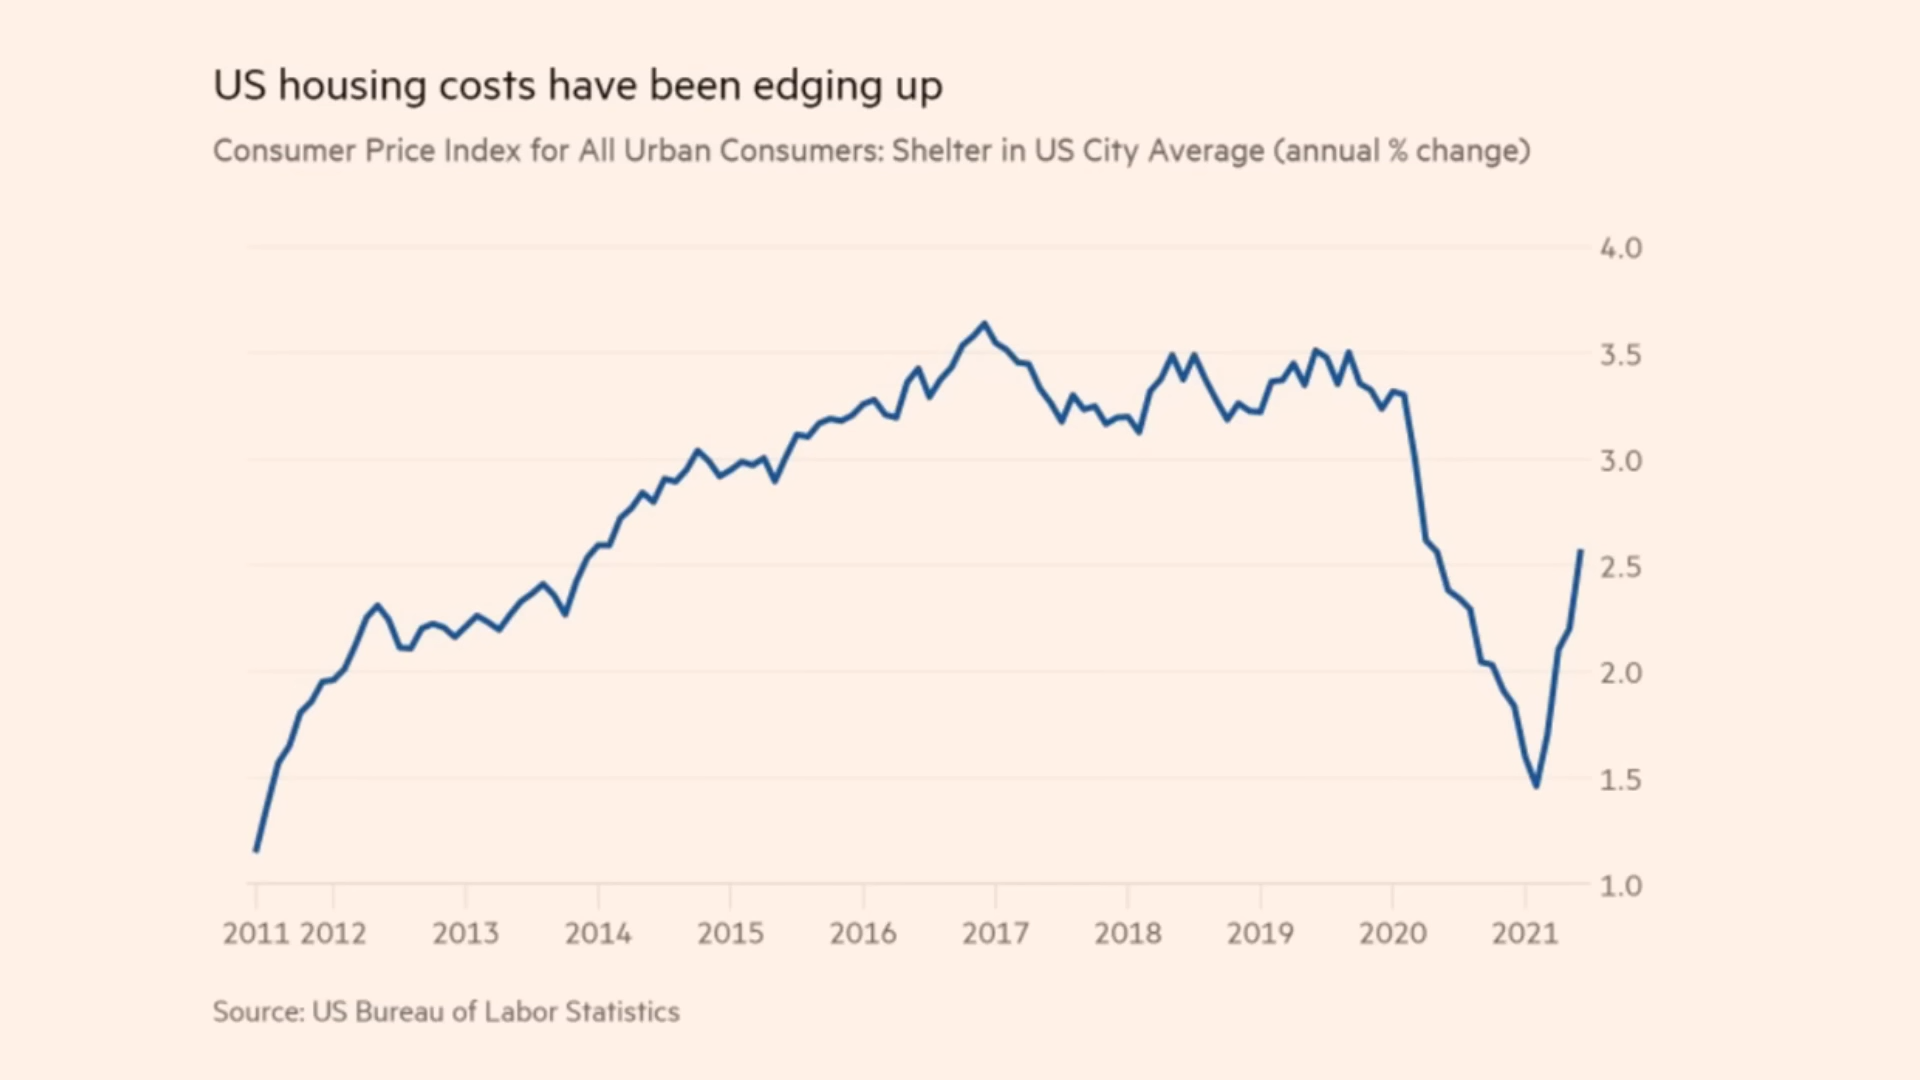 US housing costs have been edging up
Consumer Price Index for All Urban Consumers: Shelter in US City Average (annual % change)
4.0
3.5
3.0
2.5
2.0
1.5
1.0
2011 2012 2013 2014 2015 2016 2017 2018 2019 2020 2021
Source: US Bureau of Labor Statistics